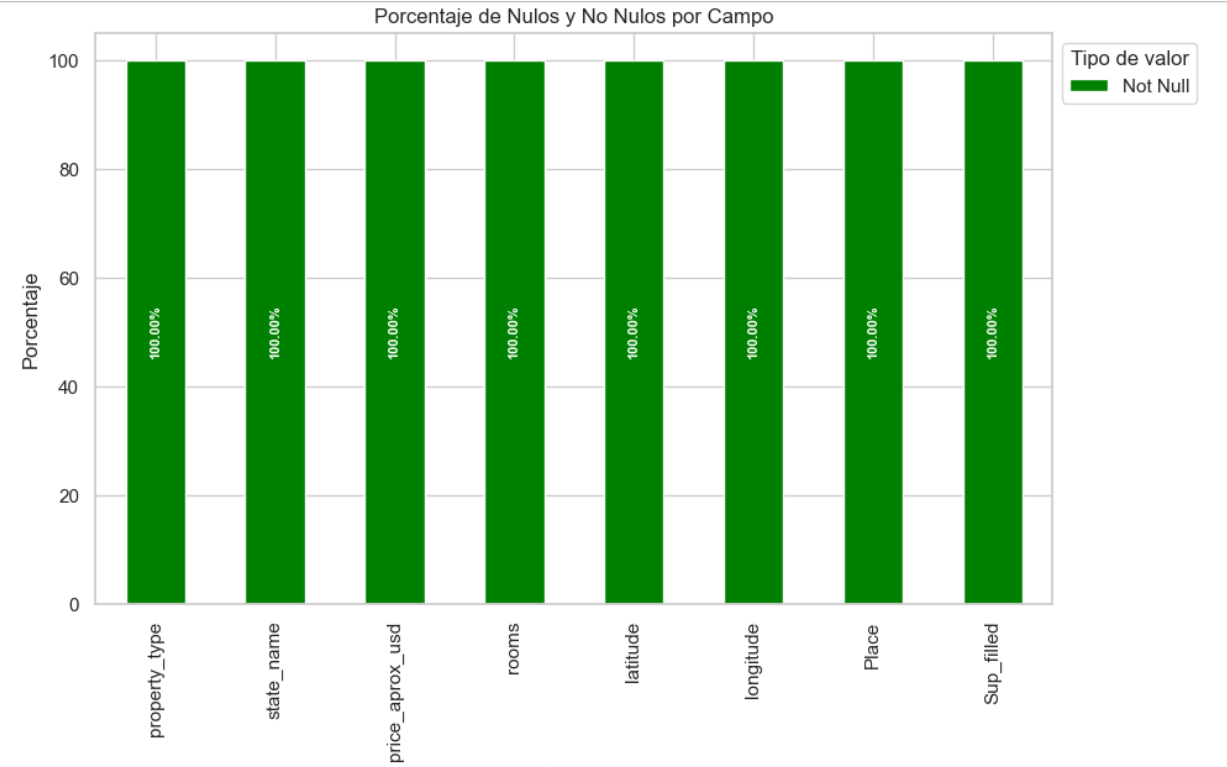 Porcentaje de Nulos y No Nulos por Campo
Tipo de valor
Not Null
Porcentaje
100
80
60
40
20
0
100.00%
100.00%
100.00%
100.00%
100.00%
100.00%
100.00%
100.00%
property_type
state_name
price_aprox_usd
rooms
latitude
longitude
Place
Sup_filled